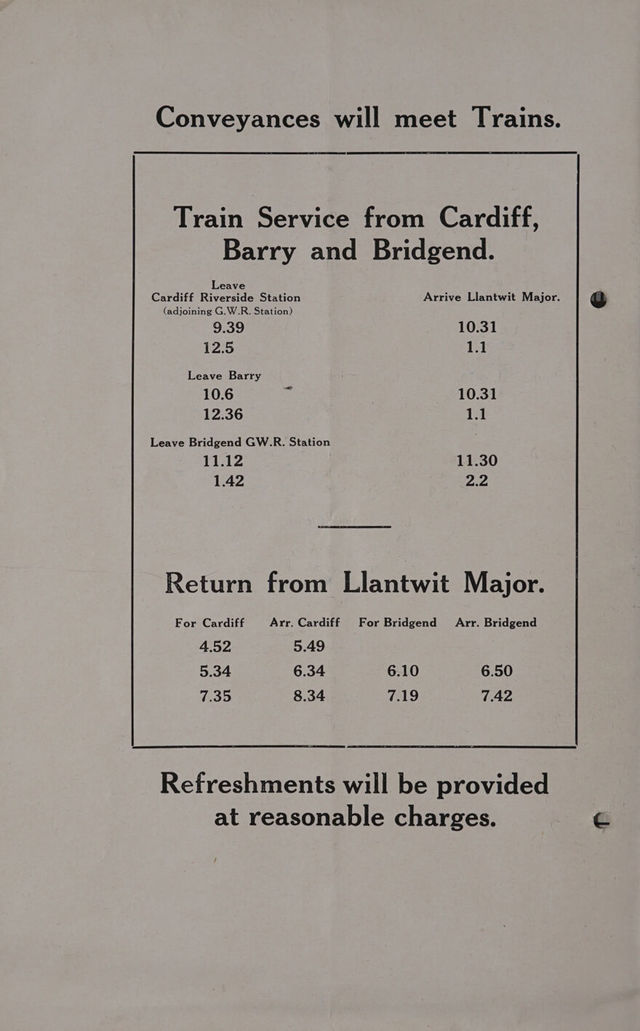 Conveyances will meet Trains.
Train Service from Cardiff,
Barry and Bridgend.
Leave
Cardiff Riverside Station Arrive Llantwit Major.
(adjoining G.W.R. Station)
9.39 10.31
12.5 1.1
Leave Barry
10.6 10.31
12.36 1.1
Leave Bridgend GW.R. Station
11.12 11.30
1.42 2.2
Return from Llantwit Major.
For Cardiff Arr. Cardiff For Bridgend Arr. Bridgend
4.52 5.49
5.34 6.34 6.10 6.50
7.35 8.34 7.19 7.42
Refreshments will be provided
at reasonable charges.